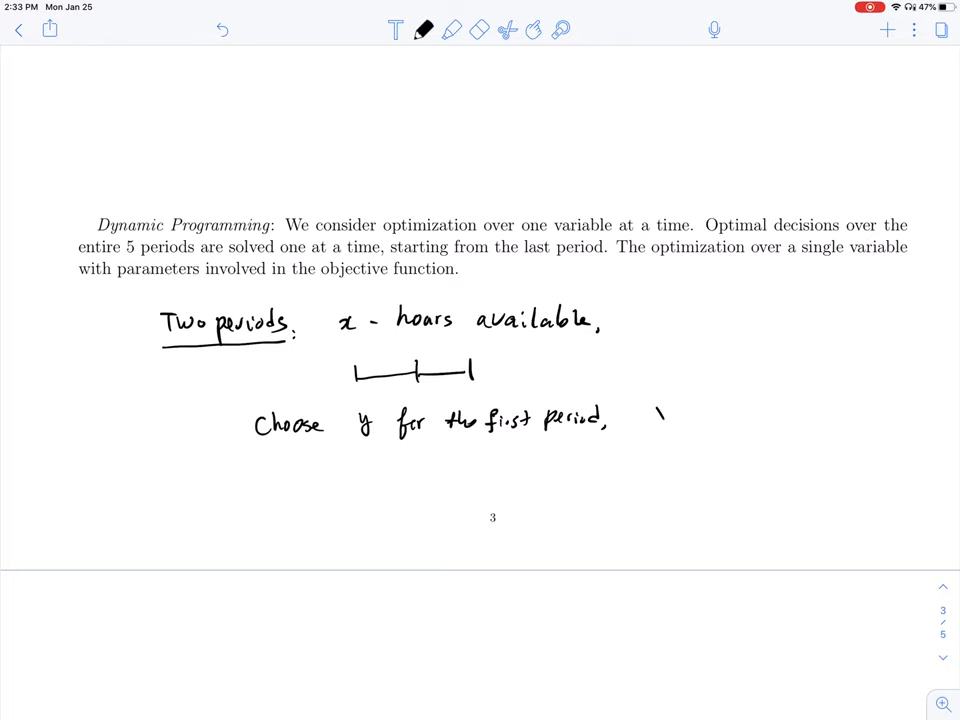 2:33 PM Mon Jan 25
47%
Dynamic Programming: We consider optimization over one variable at a time. Optimal decisions over the
entire 5 periods are solved one at a time, starting from the last period. The optimization over a single variable
with parameters involved in the objective function.
Two periods: x - hours available,
Choose y for the first period,
3
3
/
5